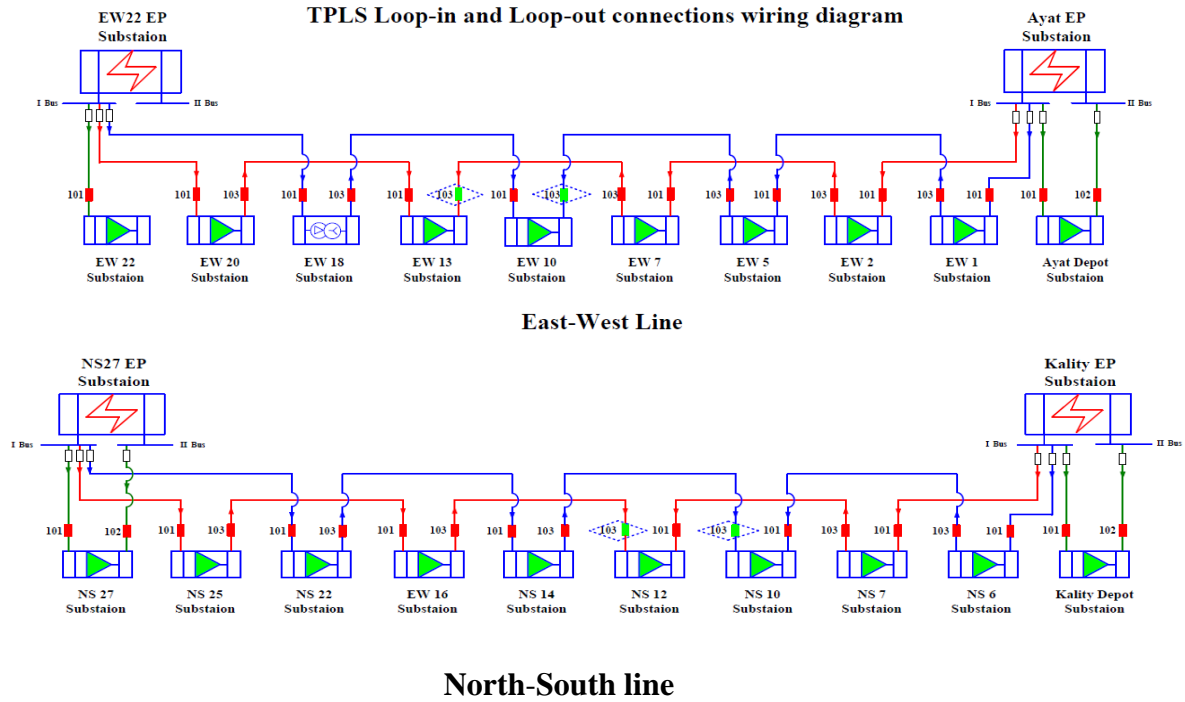 TPLS Loop-in and Loop-out connections wiring diagram
EW22 EP
Substaion
Ayat EP
Substaion
I Bus
II Bus
I Bus
II Bus
101
101
103
101
103
101
103
101
103
103
101
103
101
103
101
103
101
101
102
EW 22
Substaion
EW 20
Substaion
EW 18
Substaion
EW 13
Substaion
EW 10
Substaion
EW 7
Substaion
EW 5
Substaion
EW 2
Substaion
EW 1
Substaion
Ayat Depot
Substaion
East-West Line
NS27 EP
Substaion
Kality EP
Substaion
I Bus
II Bus
I Bus
II Bus
101
102
101
103
101
103
101
103
101
103
103
101
103
101
103
101
103
101
101
102
NS 27
Substaion
NS 25
Substaion
NS 22
Substaion
EW 16
Substaion
NS 14
Substaion
NS 12
Substaion
NS 10
Substaion
NS 7
Substaion
NS 6
Substaion
Kality Depot
Substaion
North-South line